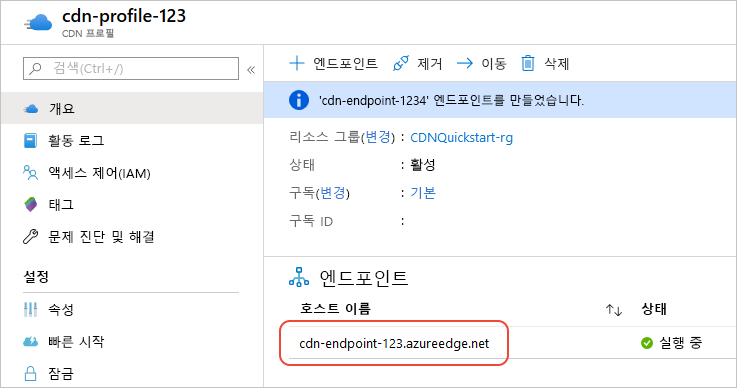 cdn-profile-123
CDN 프로필
검색(Ctrl+/)
개요
활동 로그
액세스 제어(IAM)
태그
문제 진단 및 해결
설정
속성
빠른 시작
잠금
엔드포인트 제거 이동 삭제
'cdn-endpoint-1234' 엔드포인트를 만들었습니다.
리소스 그룹(변경) : CDNQuickstart-rg
상태 : 활성
구독(변경) : 기본
구독 ID :
엔드포인트
호스트 이름 상태
cdn-endpoint-123.azureedge.net 실행 중